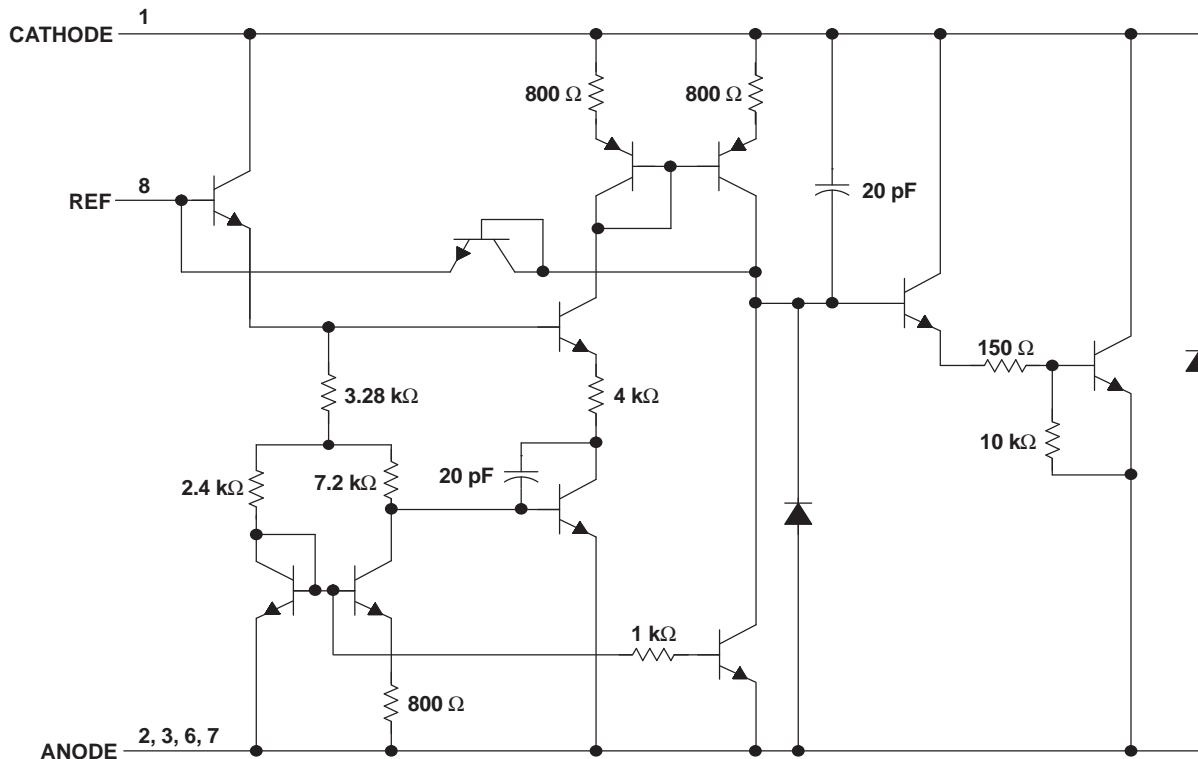 1
CATHODE
800 Ω
800 Ω
8
REF
20 pF
150 Ω
3.28 kΩ
4 kΩ
10 kΩ
2.4 kΩ
7.2 kΩ
20 pF
1 kΩ
800 Ω
2, 3, 6, 7
ANODE